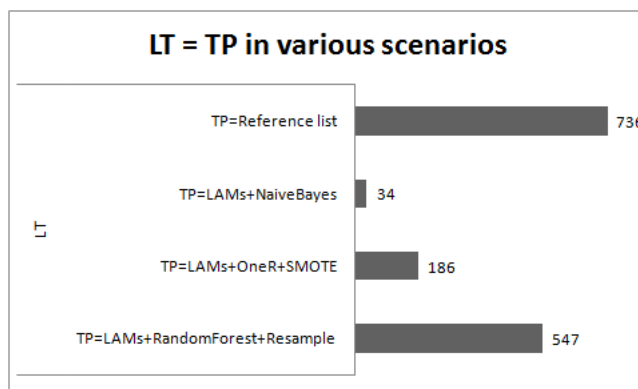 LT = TP in various scenarios
TP=Reference list
736
TP=LAMs+NaiveBayes
34
LT
TP=LAMs+OneR+SMOTE
186
TP=LAMs+RandomForest+Resample
547